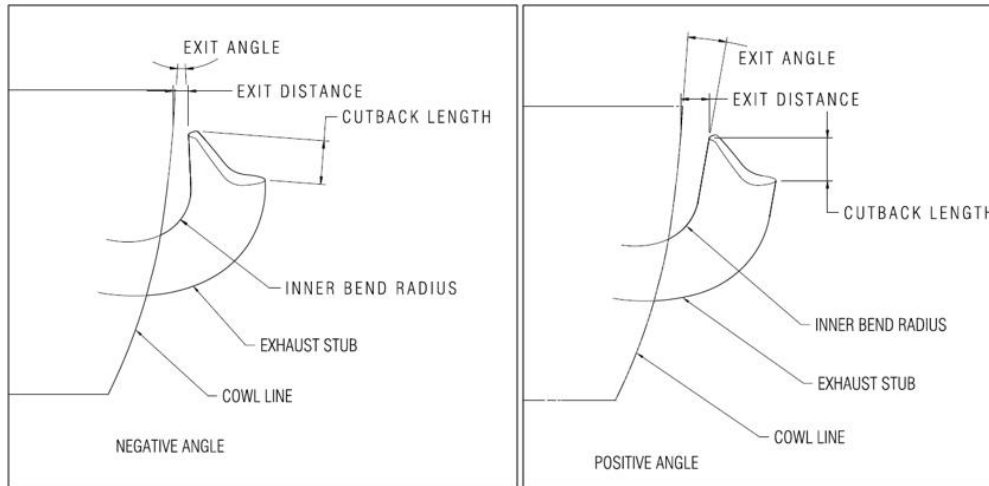 EXIT ANGLE
EXIT DISTANCE
CUTBACK LENGTH
INNER BEND RADIUS
EXHAUST STUB
COWL LINE
NEGATIVE ANGLE
EXIT ANGLE
EXIT DISTANCE
CUTBACK LENGTH
INNER BEND RADIUS
EXHAUST STUB
COWL LINE
POSITIVE ANGLE